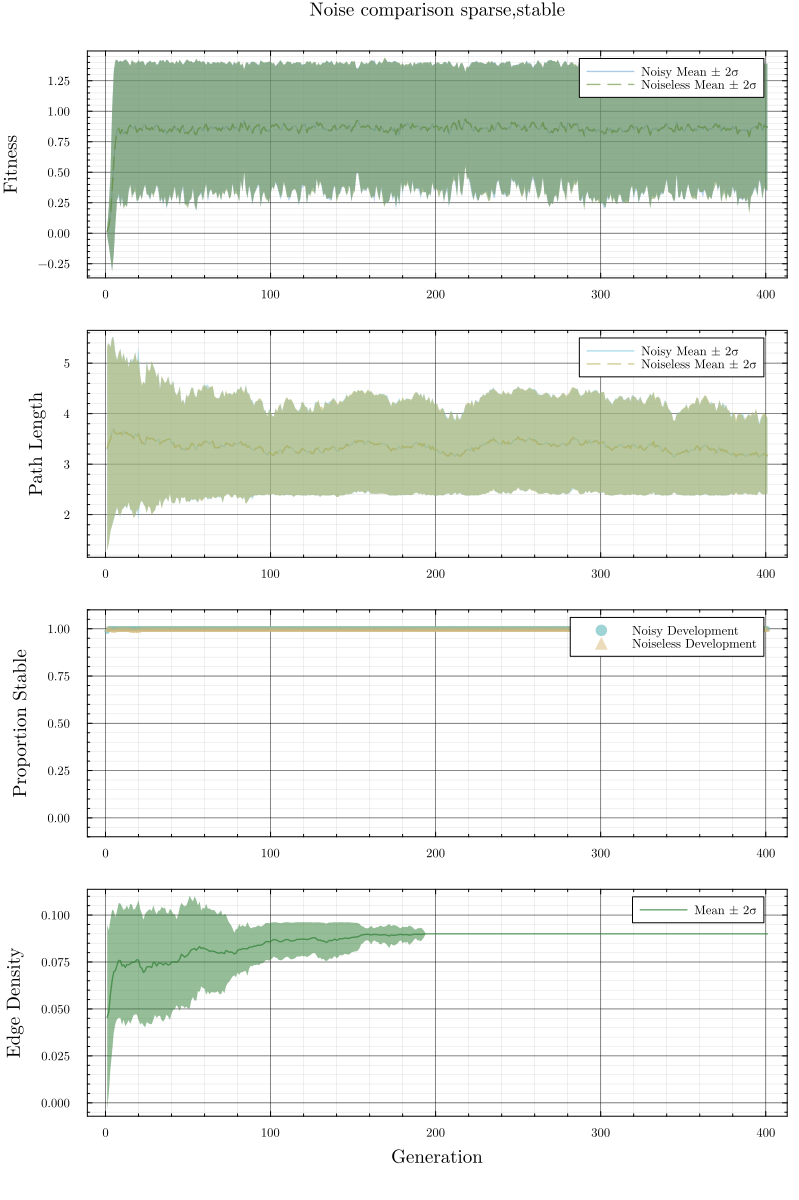 Noise comparison sparse,stable
Fitness
1.25
1.00
0.75
0.50
0.25
0.00
−0.25
Noisy Mean ± 2σ
Noiseless Mean ± 2σ
0 100 200 300 400
Path Length
5
4
3
2
Noisy Mean ± 2σ
Noiseless Mean ± 2σ
0 100 200 300 400
Proportion Stable
1.00
0.75
0.50
0.25
0.00
Noisy Development
Noiseless Development
0 100 200 300 400
Edge Density
0.100
0.075
0.050
0.025
0.000
Mean ± 2σ
0 100 200 300 400
Generation